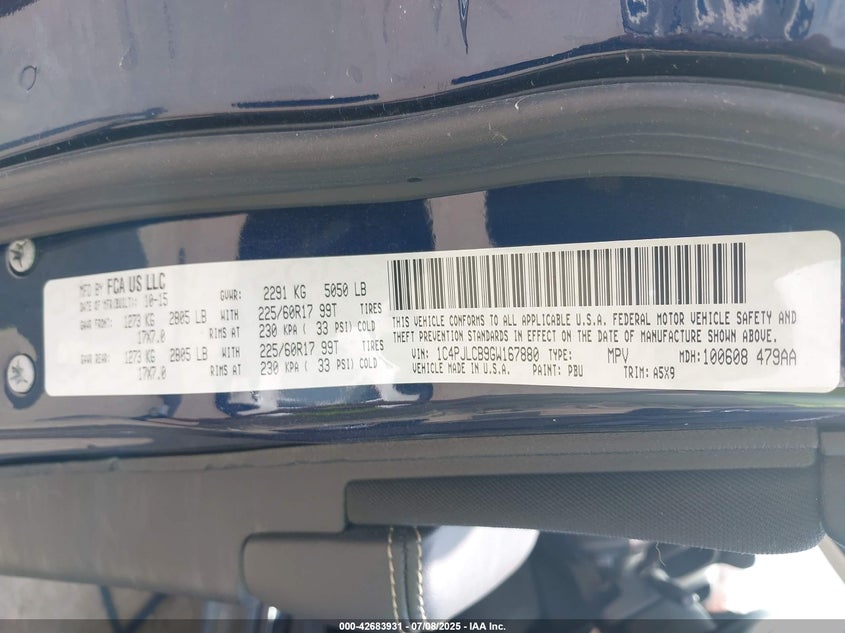 MFD BY FCA US LLC
DATE OF MFR(BUILT): 10-15 GVWR: 2291 KG 5050 LB
GAWR FRONT: 1273 KG 2805 LB WITH 225/60R17 99T TIRES
17X7.0 RIMS AT 230 KPA ( 33 PSI) COLD
GAWR REAR: 1273 KG 2805 LB WITH 225/60R17 99T TIRES
17X7.0 RIMS AT 230 KPA ( 33 PSI) COLD
THIS VEHICLE CONFORMS TO ALL APPLICABLE U.S.A. FEDERAL MOTOR VEHICLE SAFETY AND
THEFT PREVENTION STANDARDS IN EFFECT ON THE DATE OF MANUFACTURE SHOWN ABOVE.
VIN: 1C4PJLCB9GW167880 TYPE: MPV MDH: 100608 479AA
VEHICLE MADE IN U.S.A. PAINT: PBU TRIM: A5X9
000-42683931 - 07/08/2025 - IAA Inc.